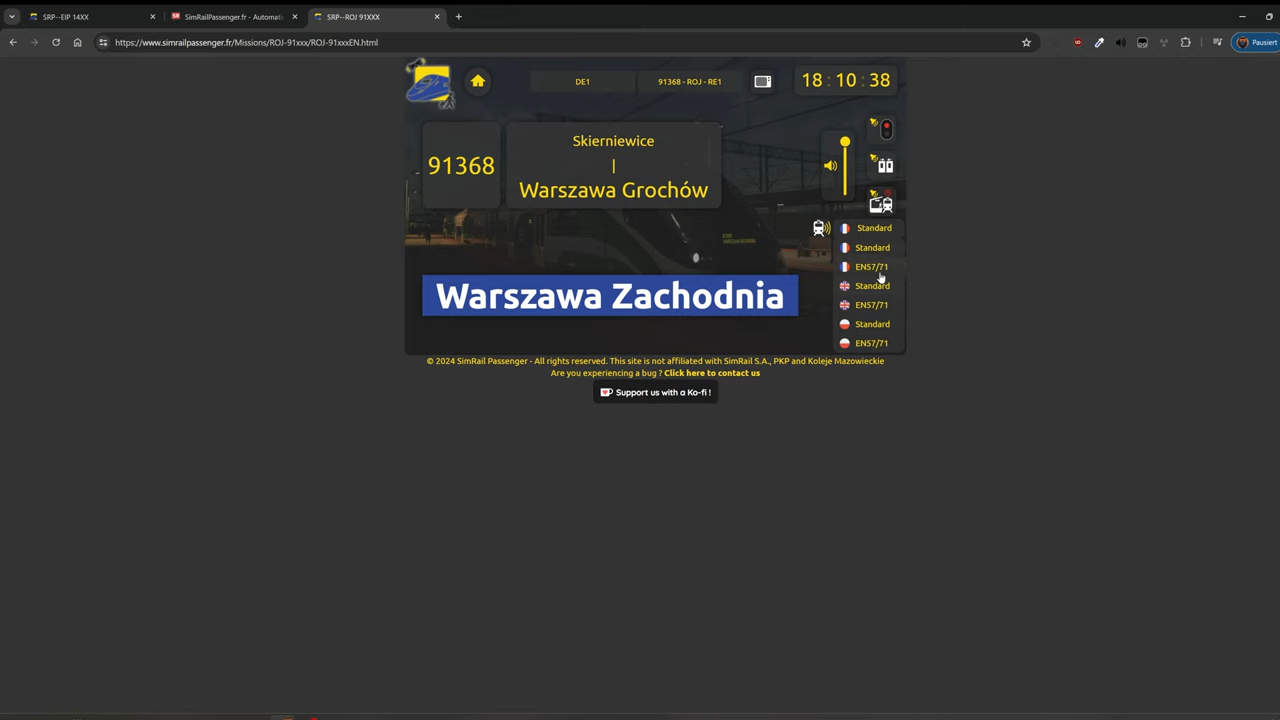 SRP--EIP 14XX
SimRailPassenger.fr - Automati
SRP--ROJ 91XXX
https://www.simrailpassenger.fr/Missions/ROJ-91xxx/ROJ-91xxxEN.html
Pausiert
DE1
91368 - ROJ - RE1
18:10:38
91368
Skierniewice
|
Warszawa Grochów
Standard
Standard
EN57/71
Standard
EN57/71
Standard
EN57/71
Warszawa Zachodnia
© 2024 SimRail Passenger - All rights reserved. This site is not affiliated with SimRail S.A., PKP and Koleje Mazowieckie
Are you experiencing a bug ? Click here to contact us
Support us with a Ko-fi !